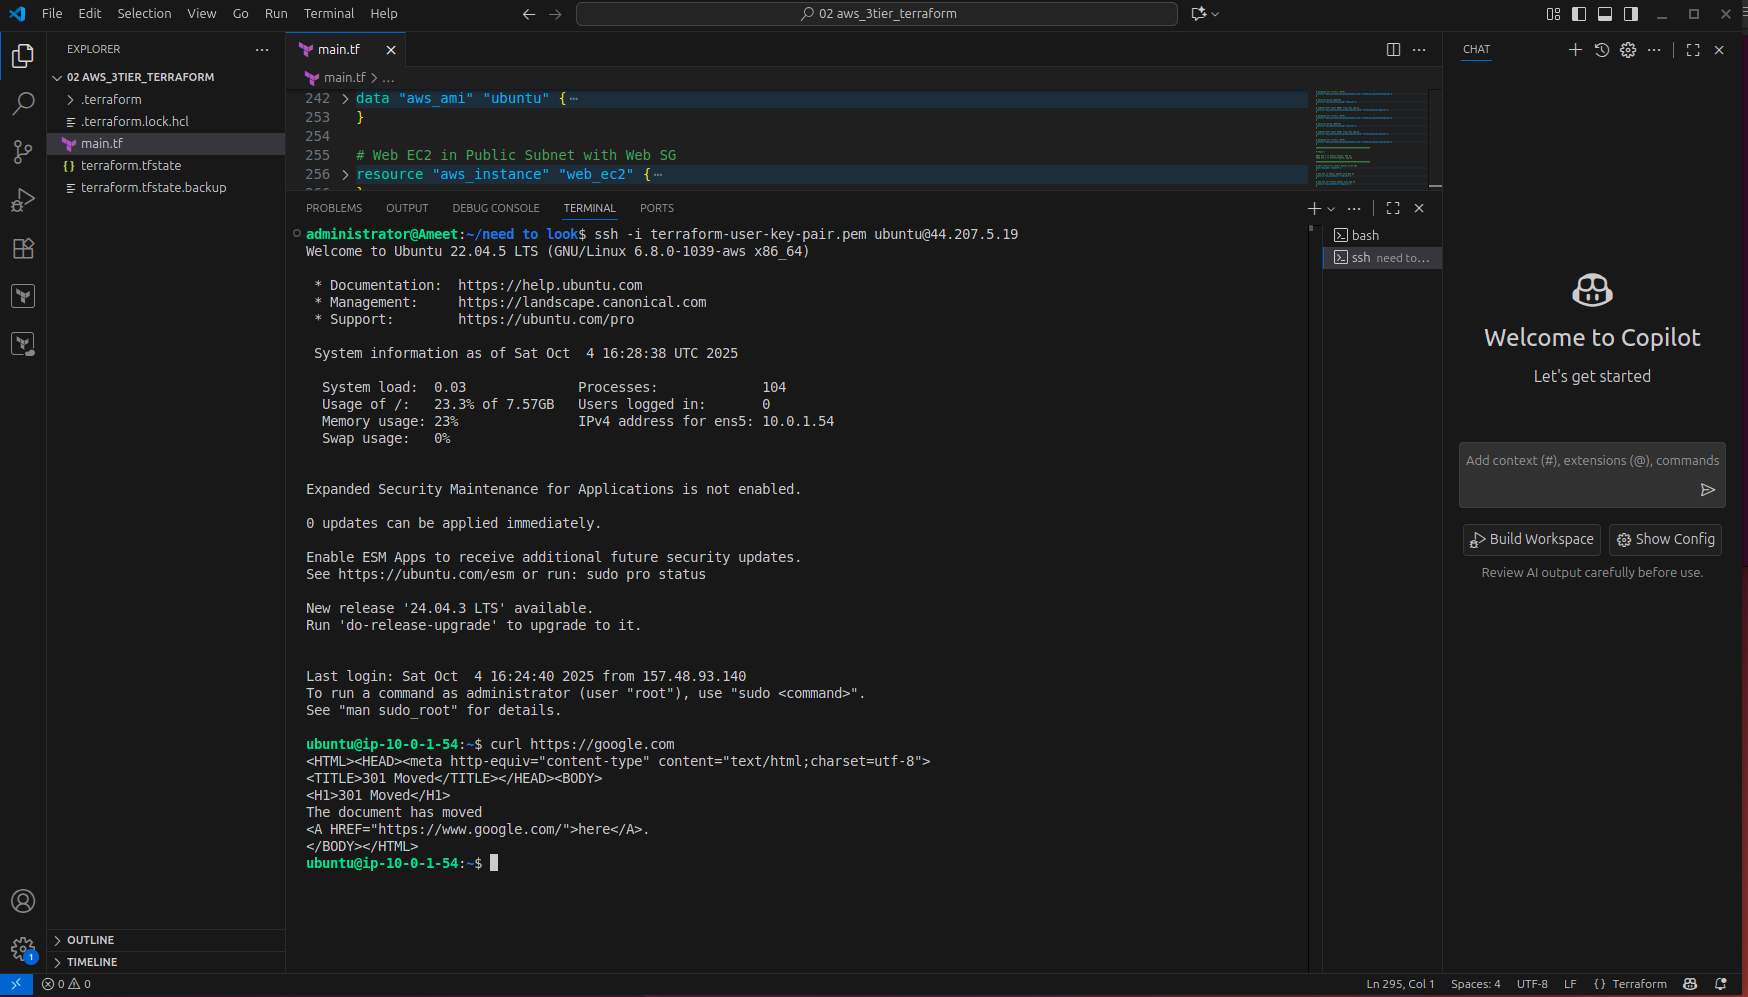 File Edit Selection View Go Run Terminal Help
02 aws_3tier_terraform
EXPLORER
02 AWS_3TIER_TERRAFORM
.terraform
.terraform.lock.hcl
main.tf
terraform.tfstate
terraform.tfstate.backup
OUTLINE
TIMELINE
main.tf
main.tf > ...
242 data "aws_ami" "ubuntu" {
253 }
254
255 # Web EC2 in Public Subnet with Web SG
256 resource "aws_instance" "web_ec2" {
PROBLEMS OUTPUT DEBUG CONSOLE TERMINAL PORTS
administrator@Ameet:~/need to look$ ssh -i terraform-user-key-pair.pem ubuntu@44.207.5.19
Welcome to Ubuntu 22.04.5 LTS (GNU/Linux 6.8.0-1039-aws x86_64)
* Documentation: https://help.ubuntu.com
* Management: https://landscape.canonical.com
* Support: https://ubuntu.com/pro
System information as of Sat Oct 4 16:28:38 UTC 2025
System load: 0.03 Processes: 104
Usage of /: 23.3% of 7.57GB Users logged in: 0
Memory usage: 23% IPv4 address for ens5: 10.0.1.54
Swap usage: 0%
Expanded Security Maintenance for Applications is not enabled.
0 updates can be applied immediately.
Enable ESM Apps to receive additional future security updates.
See https://ubuntu.com/esm or run: sudo pro status
New release '24.04.3 LTS' available.
Run 'do-release-upgrade' to upgrade to it.
Last login: Sat Oct 4 16:24:40 2025 from 157.48.93.140
To run a command as administrator (user "root"), use "sudo <command>".
See "man sudo_root" for details.
ubuntu@ip-10-0-1-54:~$ curl https://google.com
<HTML><HEAD><meta http-equiv="content-type" content="text/html;charset=utf-8">
<TITLE>301 Moved</TITLE></HEAD><BODY>
<H1>301 Moved</H1>
The document has moved
<A HREF="https://www.google.com/">here</A>.
</BODY></HTML>
ubuntu@ip-10-0-1-54:~$
bash
ssh need to...
CHAT
Welcome to Copilot
Let's get started
Add context (#), extensions (@), commands
Build Workspace
Show Config
Review AI output carefully before use.
1
0 0
Ln 295, Col 1 Spaces: 4 UTF-8 LF { } Terraform